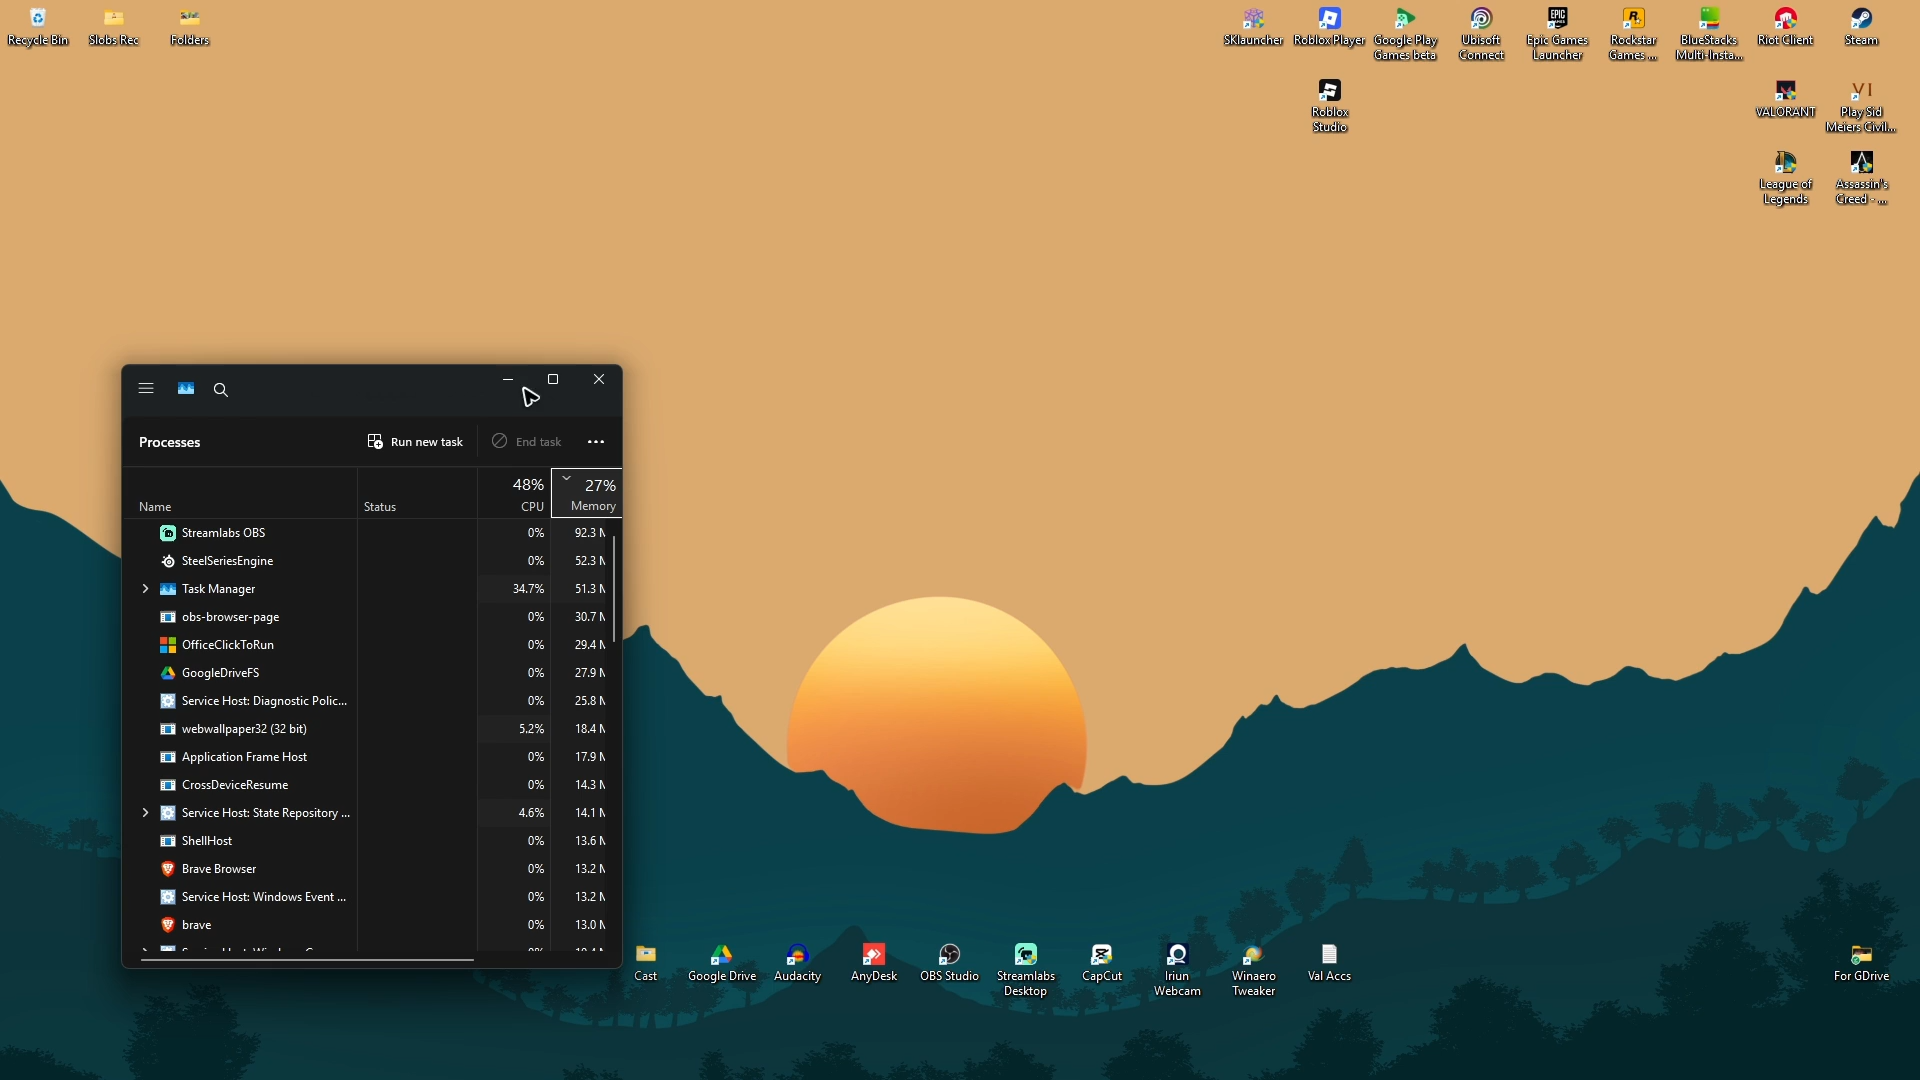 Recycle Bin
Slobs Rec
Folders
SKlauncher
Roblox Player
Google Play
Games beta
Ubisoft
Connect
Epic Games
Launcher
Rockstar
Games ...
BlueStacks
Multi-Insta...
Riot Client
Steam
Roblox
Studio
VALORANT
Play Sid
Meiers Civil...
League of
Legends
Assassin's
Creed - ...
Processes
Run new task
End task
48%
27%
Name
Status
CPU
Memory
Streamlabs OBS 0% 92.3 M
SteelSeriesEngine 0% 52.3 M
Task Manager 34.7% 51.3 M
obs-browser-page 0% 30.7 M
OfficeClickToRun 0% 29.4 M
GoogleDriveFS 0% 27.9 M
Service Host: Diagnostic Polic... 0% 25.8 M
webwallpaper32 (32 bit) 5.2% 18.4 M
Application Frame Host 0% 17.9 M
CrossDeviceResume 0% 14.3 M
Service Host: State Repository ... 4.6% 14.1 M
ShellHost 0% 13.6 M
Brave Browser 0% 13.2 M
Service Host: Windows Event ... 0% 13.2 M
brave 0% 13.0 M
Cast
Google Drive
Audacity
AnyDesk
OBS Studio
Streamlabs
Desktop
CapCut
Iriun
Webcam
Winaero
Tweaker
Val Accs
For GDrive